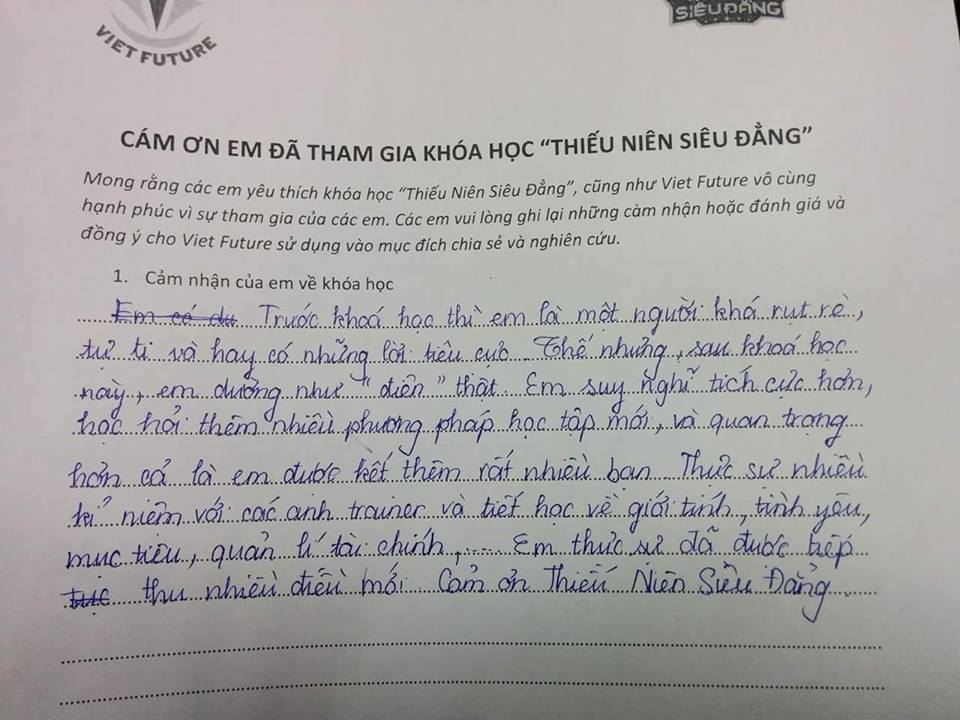 VIET FUTURE
SIÊU ĐẲNG
CÁM ƠN EM ĐÃ THAM GIA KHÓA HỌC “THIẾU NIÊN SIÊU ĐẲNG”
Mong rằng các em yêu thích khóa học “Thiếu Niên Siêu Đẳng”, cũng như Viet Future vô cùng
hạnh phúc vì sự tham gia của các em. Các em vui lòng ghi lại những càm nhận hoặc đánh giá và
đồng ý cho Viet Future sử dụng vào mục đích chia sẻ và nghiên cứu.
1. Cảm nhận của em về khóa học
Em có dự Trước khoá học thì em là một người khá rụt rè,
tự ti và hay có những lời tiêu cực. Thế nhưng, sau khoá học
này, em dường như “điên” thật. Em suy nghĩ tích cực hơn,
học hỏi thêm nhiều phương pháp học tập mới, và quan trọng
hơn cả là em được kết thêm rất nhiều bạn. Thực sự nhiều
kỉ niệm với các anh trainer và tiết học về giới tính, tình yêu,
mục tiêu, quản lí tài chính,.... Em thực sự đã được tiếp
tục thu nhiều điều mới. Cảm ơn Thiếu Niên Siêu Đẳng.